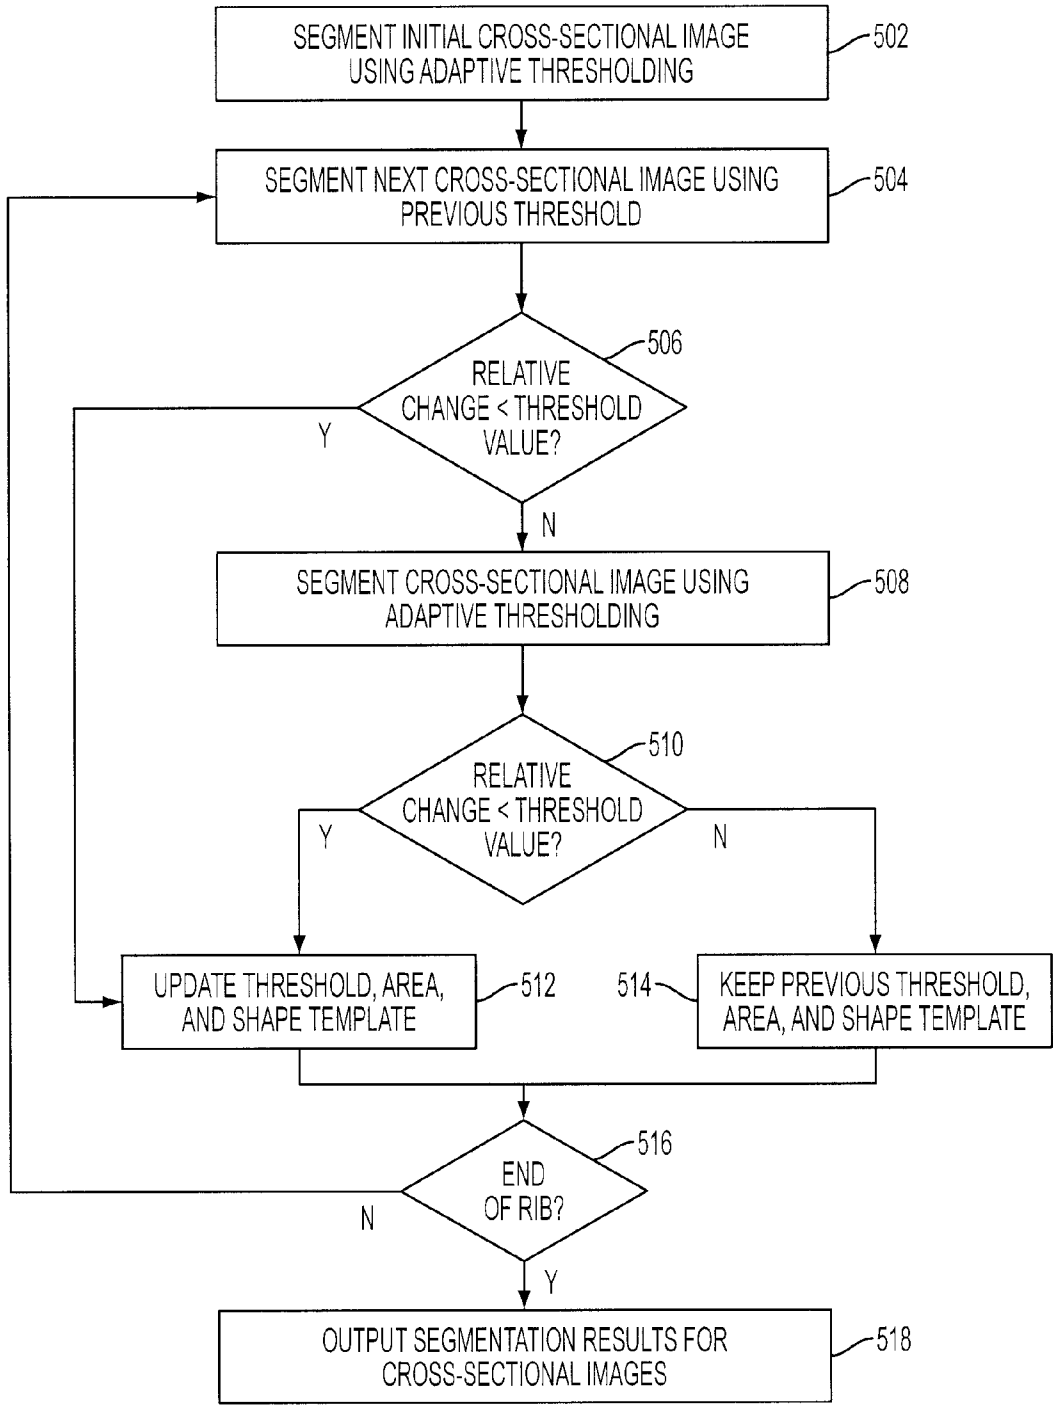 SEGMENT INITIAL CROSS-SECTIONAL IMAGE
USING ADAPTIVE THRESHOLDING
502
SEGMENT NEXT CROSS-SECTIONAL IMAGE USING
PREVIOUS THRESHOLD
504
506
RELATIVE
CHANGE < THRESHOLD
VALUE?
Y
N
SEGMENT CROSS-SECTIONAL IMAGE USING
ADAPTIVE THRESHOLDING
508
510
RELATIVE
CHANGE < THRESHOLD
VALUE?
Y
N
UPDATE THRESHOLD, AREA,
AND SHAPE TEMPLATE
512
514
KEEP PREVIOUS THRESHOLD,
AREA, AND SHAPE TEMPLATE
516
END
OF RIB?
N
Y
OUTPUT SEGMENTATION RESULTS FOR
CROSS-SECTIONAL IMAGES
518